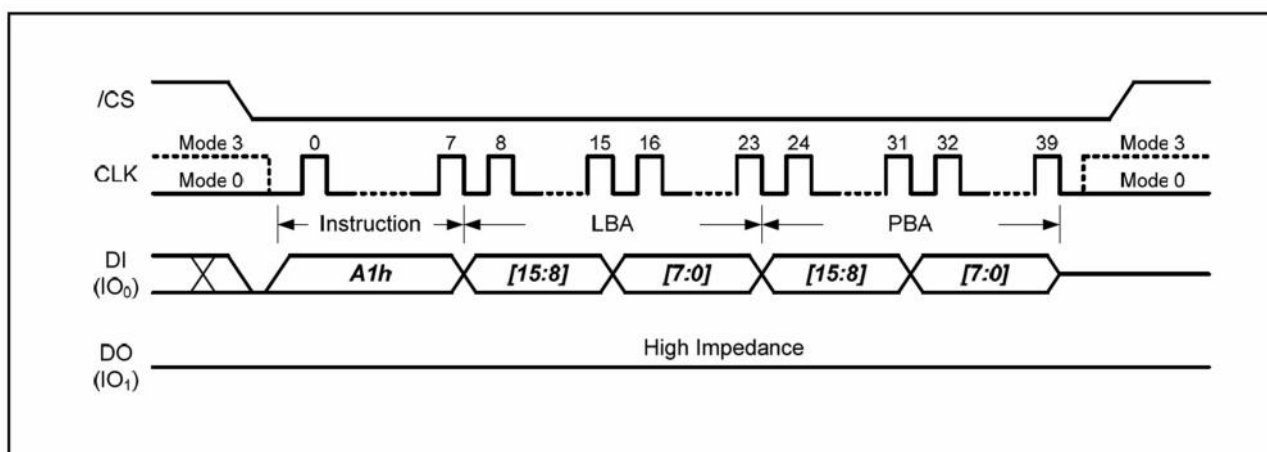 /CS
Mode 3 0 7 8 15 16 23 24 31 32 39 Mode 3
CLK
Mode 0 Mode 0
Instruction LBA PBA
DI
(IO₀)
A1h [15:8] [7:0] [15:8] [7:0]
DO
(IO₁)
High Impedance